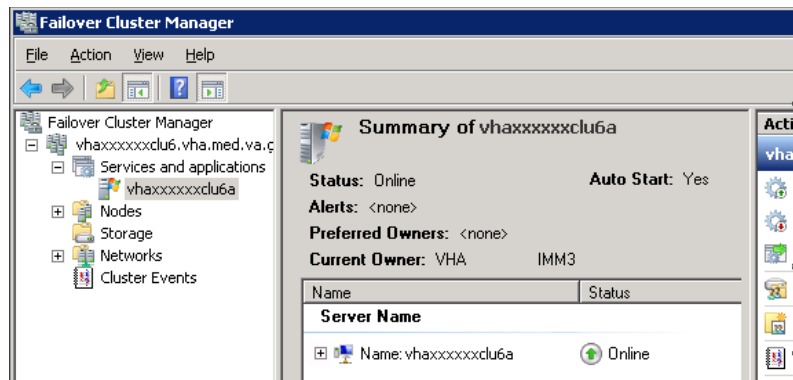 Failover Cluster Manager
File Action View Help
Failover Cluster Manager
vhaxxxxxxclu6.vha.med.va.g
Services and applications
vhaxxxxxxclu6a
Nodes
Storage
Networks
Cluster Events
Summary of vhaxxxxxxclu6a
Status: Online Auto Start: Yes
Alerts: <none>
Preferred Owners: <none>
Current Owner: VHA IMM3
Name Status
Server Name
Name: vhaxxxxxxclu6a Online
Acti
vha